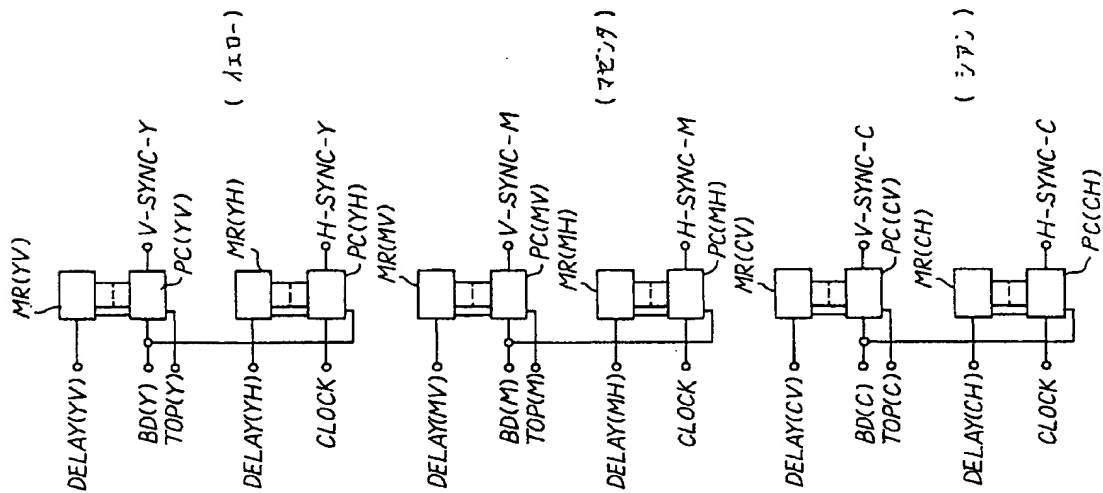 MR(YV)
DELAY(YV)
V-SYNC-Y
BD(Y)
PC(YV)
TOP(Y)
(イエロー)
MR(YH)
DELAY(YH)
H-SYNC-Y
CLOCK
PC(YH)
MR(MV)
DELAY(MV)
V-SYNC-M
BD(M)
PC(MV)
TOP(M)
(マゼンタ)
MR(MH)
DELAY(MH)
H-SYNC-M
CLOCK
PC(MH)
MR(CV)
DELAY(CV)
V-SYNC-C
BD(C)
PC(CV)
TOP(C)
(シアン)
MR(CH)
DELAY(CH)
H-SYNC-C
CLOCK
PC(CH)